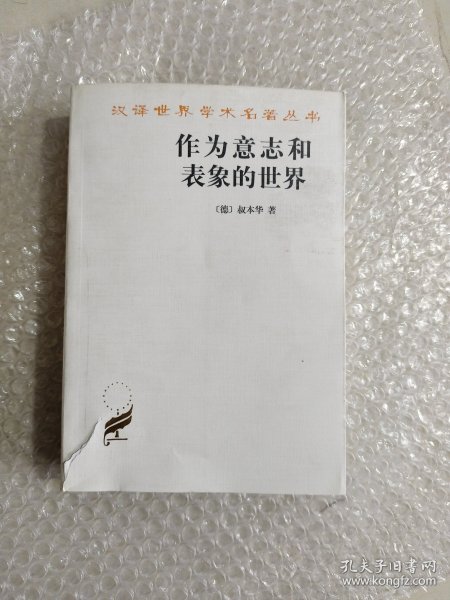 汉译世界学术名著丛书
作为意志和
表象的世界
〔德〕叔本华 著
孔夫子旧书网
www.kongfz.com